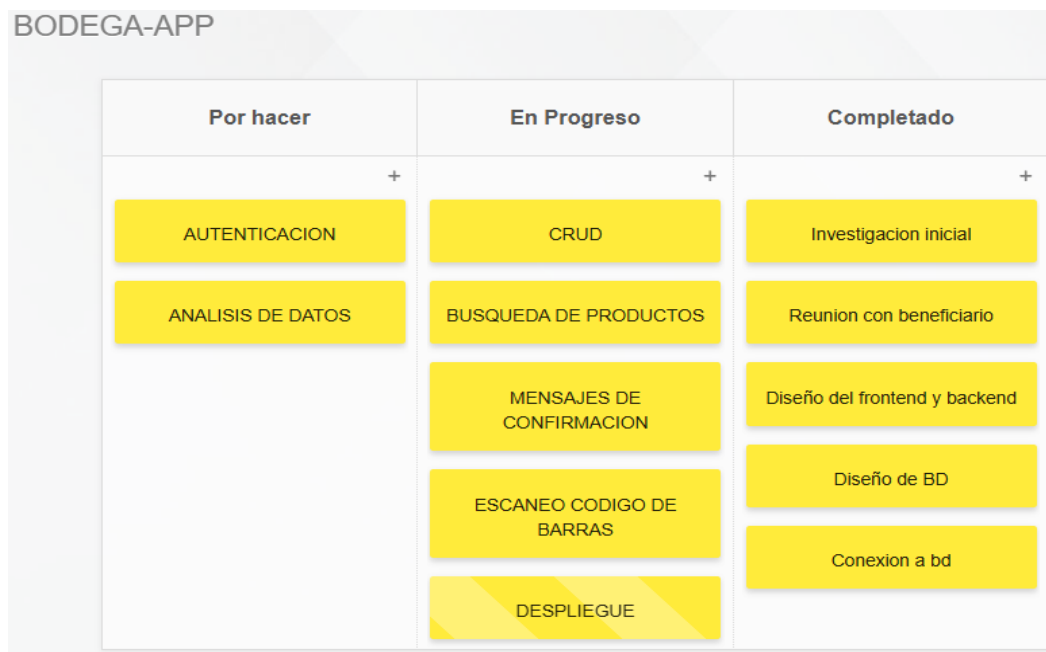 BODEGA-APP
Por hacer
En Progreso
Completado
+
+
+
AUTENTICACION
ANALISIS DE DATOS
CRUD
BUSQUEDA DE PRODUCTOS
MENSAJES DE
CONFIRMACION
ESCANEO CODIGO DE
BARRAS
DESPLIEGUE
Investigacion inicial
Reunion con beneficiario
Diseño del frontend y backend
Diseño de BD
Conexion a bd